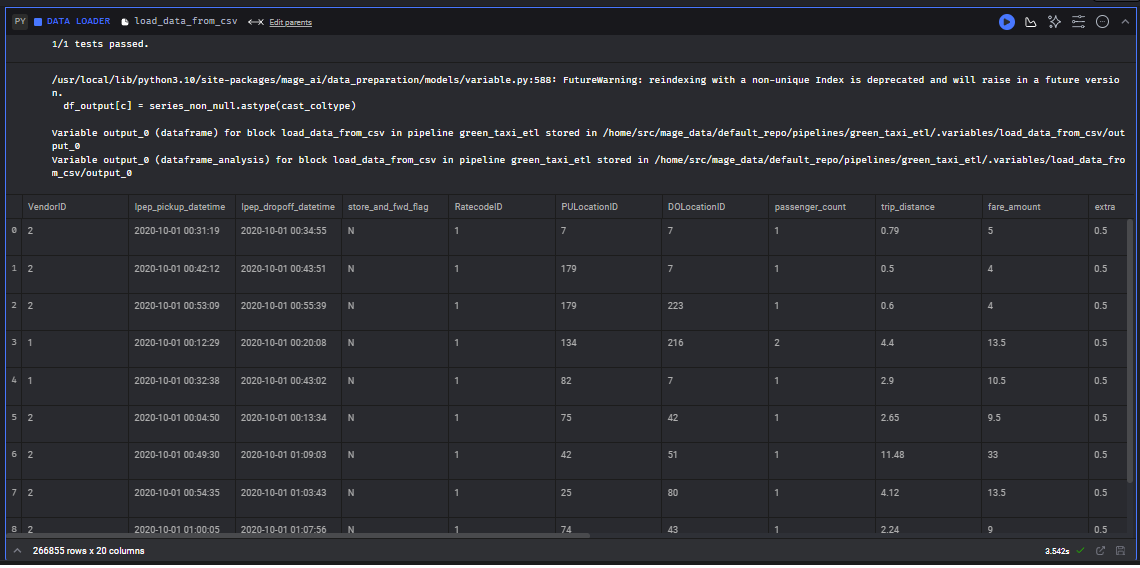 PY DATA LOADER load_data_from_csv Edit parents
1/1 tests passed.
/usr/local/lib/python3.10/site-packages/mage_ai/data_preparation/models/variable.py:588: FutureWarning: reindexing with a non-unique Index is deprecated and will raise in a future versio
n.
df_output[c] = series_non_null.astype(cast_coltype)
Variable output_0 (dataframe) for block load_data_from_csv in pipeline green_taxi_etl stored in /home/src/mage_data/default_repo/pipelines/green_taxi_etl/.variables/load_data_from_csv/out
put_0
Variable output_0 (dataframe_analysis) for block load_data_from_csv in pipeline green_taxi_etl stored in /home/src/mage_data/default_repo/pipelines/green_taxi_etl/.variables/load_data_fro
m_csv/output_0
VendorID lpep_pickup_datetime lpep_dropoff_datetime store_and_fwd_flag RatecodeID PULocationID DOLocationID passenger_count trip_distance fare_amount extra
0 2 2020-10-01 00:31:19 2020-10-01 00:34:55 N 1 7 7 1 0.79 5 0.5
1 2 2020-10-01 00:42:12 2020-10-01 00:43:51 N 1 179 7 1 0.5 4 0.5
2 2 2020-10-01 00:53:09 2020-10-01 00:55:39 N 1 179 223 1 0.6 4 0.5
3 1 2020-10-01 00:12:29 2020-10-01 00:20:08 N 1 134 216 2 4.4 13.5 0.5
4 1 2020-10-01 00:32:38 2020-10-01 00:43:02 N 1 82 7 1 2.9 10.5 0.5
5 2 2020-10-01 00:04:50 2020-10-01 00:13:34 N 1 75 42 1 2.65 9.5 0.5
6 2 2020-10-01 00:49:30 2020-10-01 01:09:03 N 1 42 51 1 11.48 33 0.5
7 2 2020-10-01 00:54:35 2020-10-01 01:03:43 N 1 25 80 1 4.12 13.5 0.5
8 2 2020-10-01 01:00:05 2020-10-01 01:07:56 N 1 74 43 1 2.24 9 0.5
266855 rows x 20 columns 3.542s